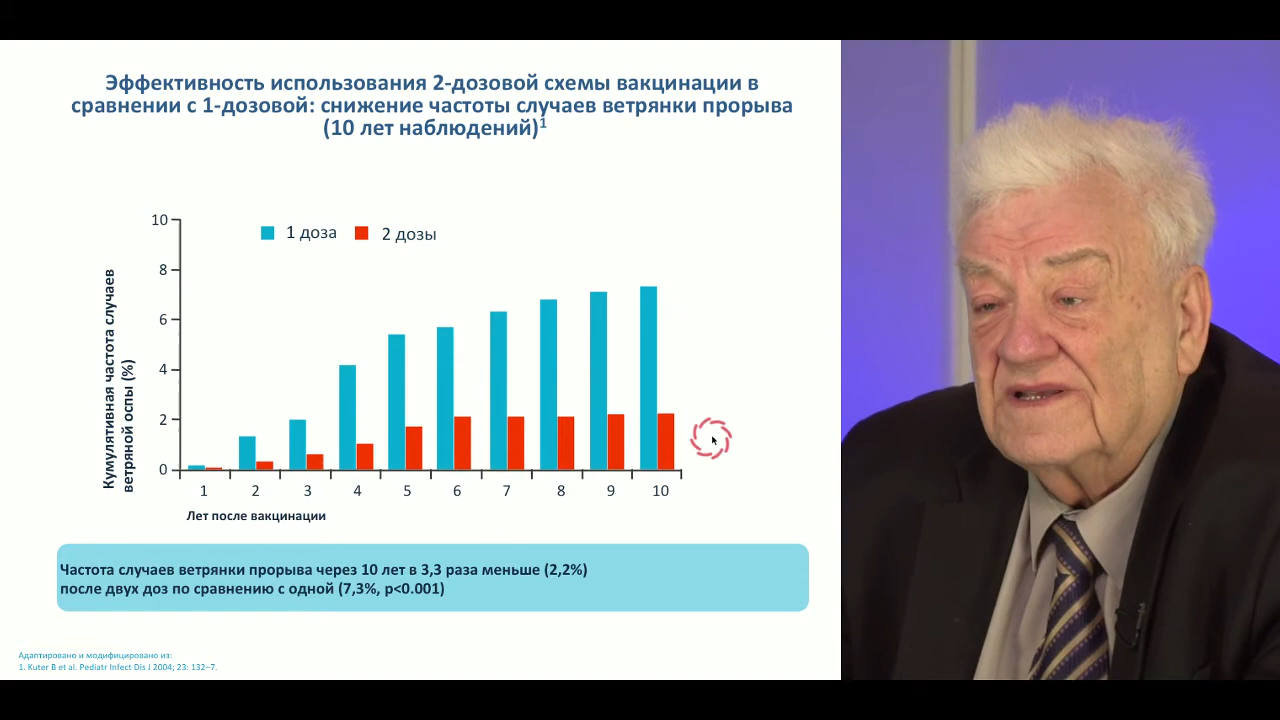 Эффективность использования 2-дозовой схемы вакцинации в
сравнении с 1-дозовой: снижение частоты случаев ветрянки прорыва
(10 лет наблюдений)1
1 доза 2 дозы
Кумулятивная частота случаев
ветряной оспы (%)
10
8
6
4
2
0
1 2 3 4 5 6 7 8 9 10
Лет после вакцинации
Частота случаев ветрянки прорыва через 10 лет в 3,3 раза меньше (2,2%)
после двух доз по сравнению с одной (7,3%, p<0.001)
Адаптировано и модифицировано из:
1. Kuter B et al. Pediatr Infect Dis J 2004; 23: 132–7.